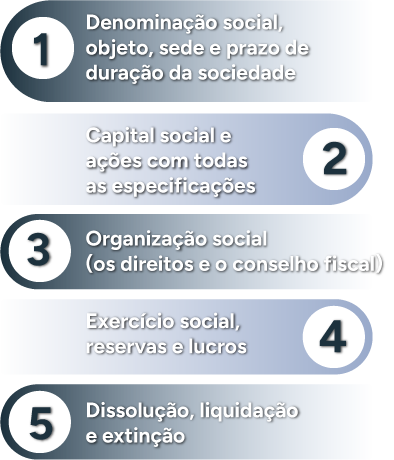 1
Denominação social,
objeto, sede e prazo de
duração da sociedade
Capital social e
ações com todas
as especificações
2
3
Organização social
(os direitos e o conselho fiscal)
Exercício social,
reservas e lucros
4
5
Dissolução, liquidação
e extinção